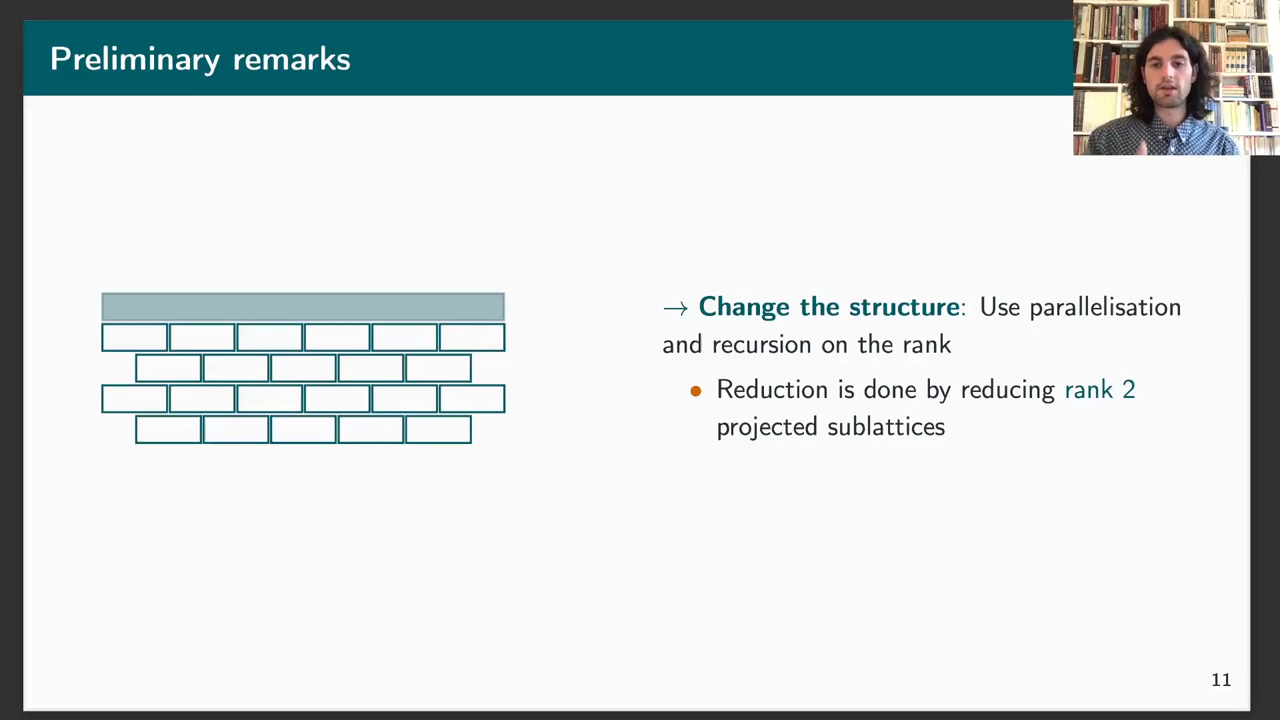 Preliminary remarks
→ Change the structure: Use parallelisation
and recursion on the rank
• Reduction is done by reducing rank 2
projected sublattices
11